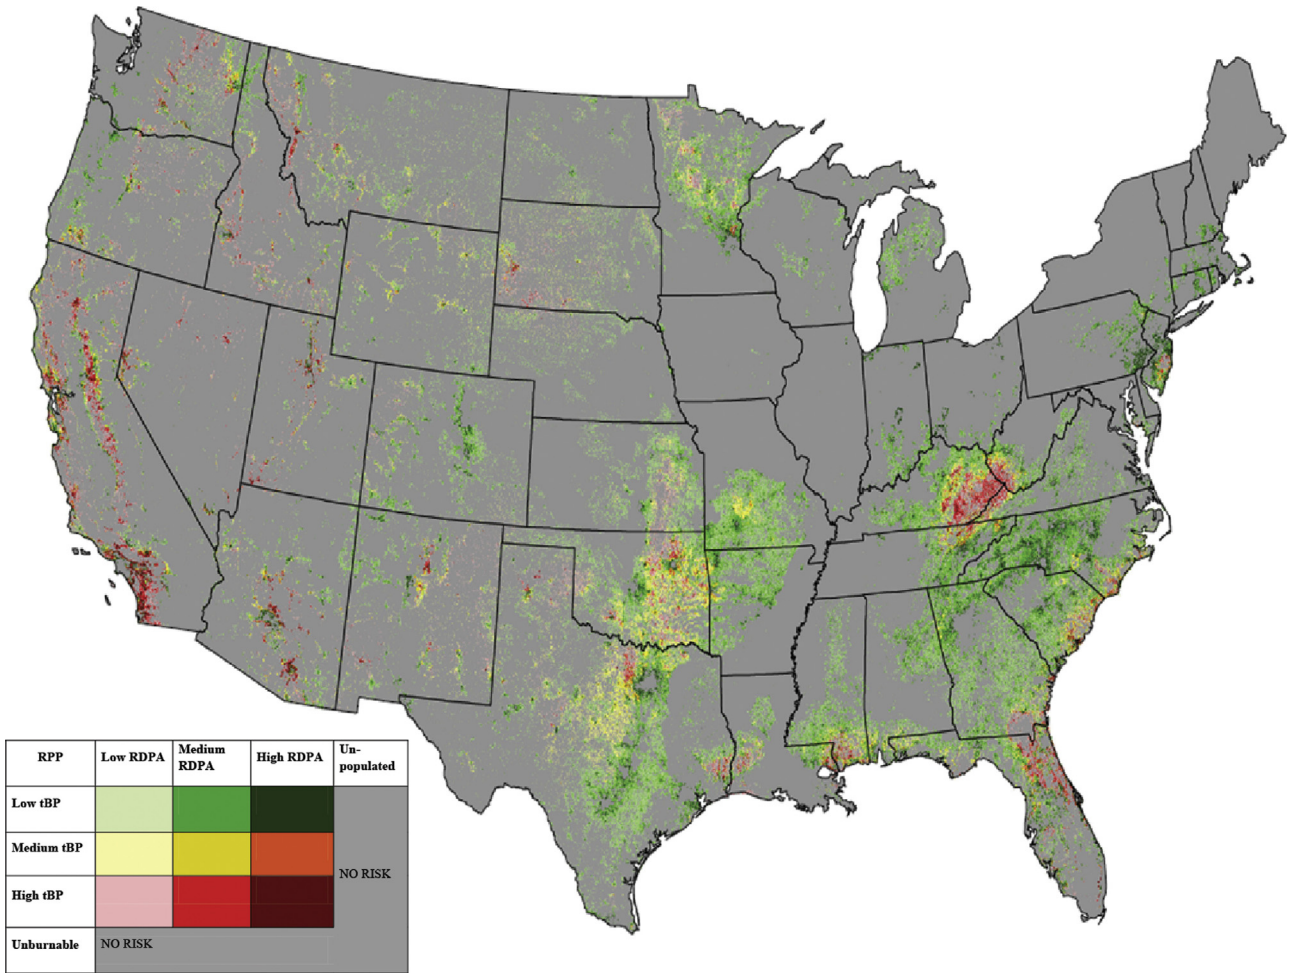 RPP Low RDPA Medium RDPA High RDPA Un-populated
Low tBP
Medium tBP
NO RISK
High tBP
Unburnable NO RISK